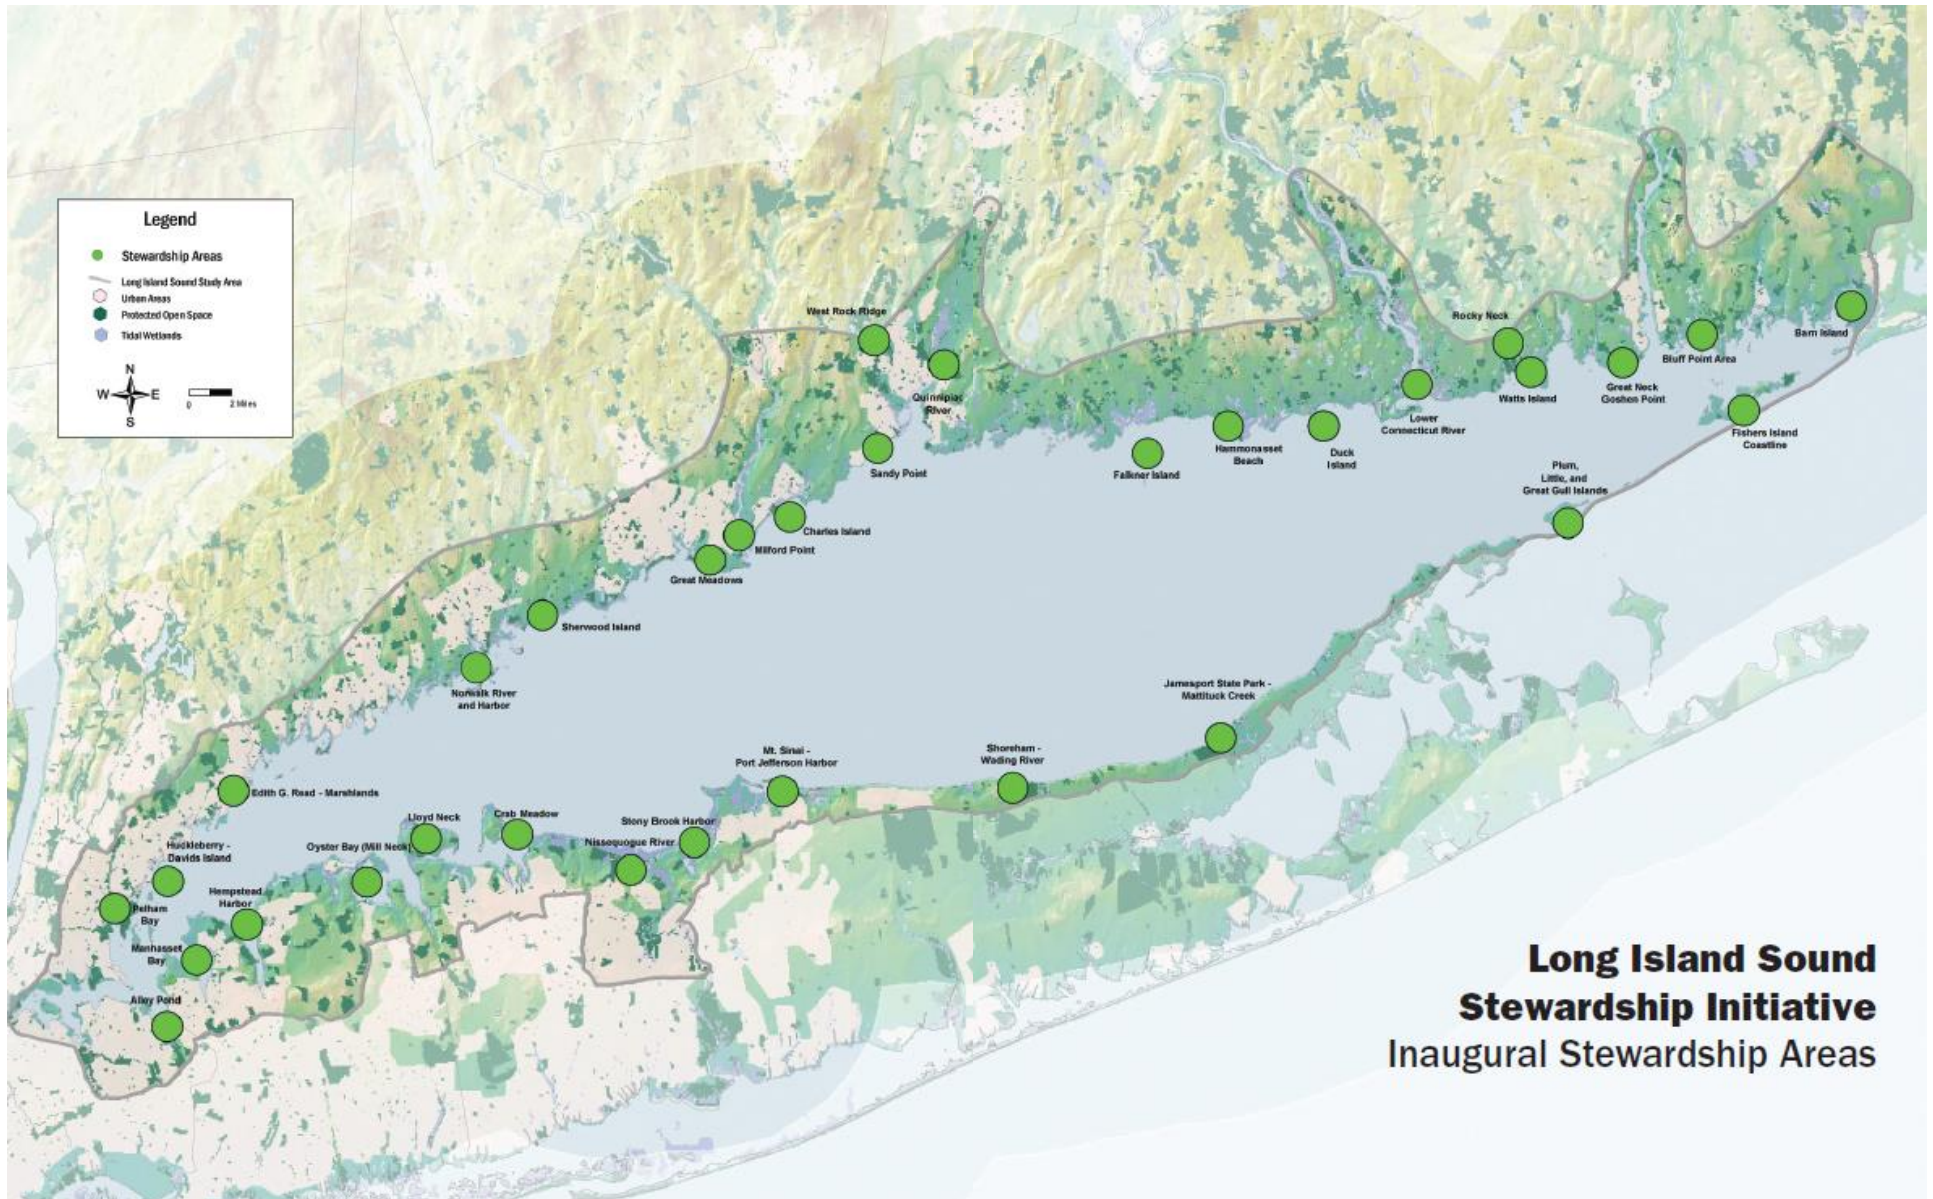 Legend
Stewardship Areas
Long Island Sound Study Area
Urban Areas
Protected Open Space
Tidal Wetlands
N
W E
S
0 2 Miles
West Rock Ridge
Quinnipiac
River
Sandy Point
Charles Island
Milford Point
Great Meadows
Sherwood Island
Norwalk River
and Harbor
Falkner Island
Hammonasset
Beach
Duck
Island
Lower
Connecticut River
Rocky Neck
Watts Island
Great Neck
Goshen Point
Bluff Point Area
Barn Island
Fishers Island
Coastline
Plum,
Little, and
Great Gull Islands
Jamesport State Park -
Mattituck Creek
Shoreham -
Wading River
Mt. Sinai -
Port Jefferson Harbor
Stony Brook Harbor
Nissequogue River
Crab Meadow
Lloyd Neck
Oyster Bay (Mill Neck)
Edith G. Read - Marshlands
Huckleberry -
Davids Island
Hempstead
Harbor
Pelham
Bay
Manhasset
Bay
Alley Pond
Long Island Sound
Stewardship Initiative
Inaugural Stewardship Areas